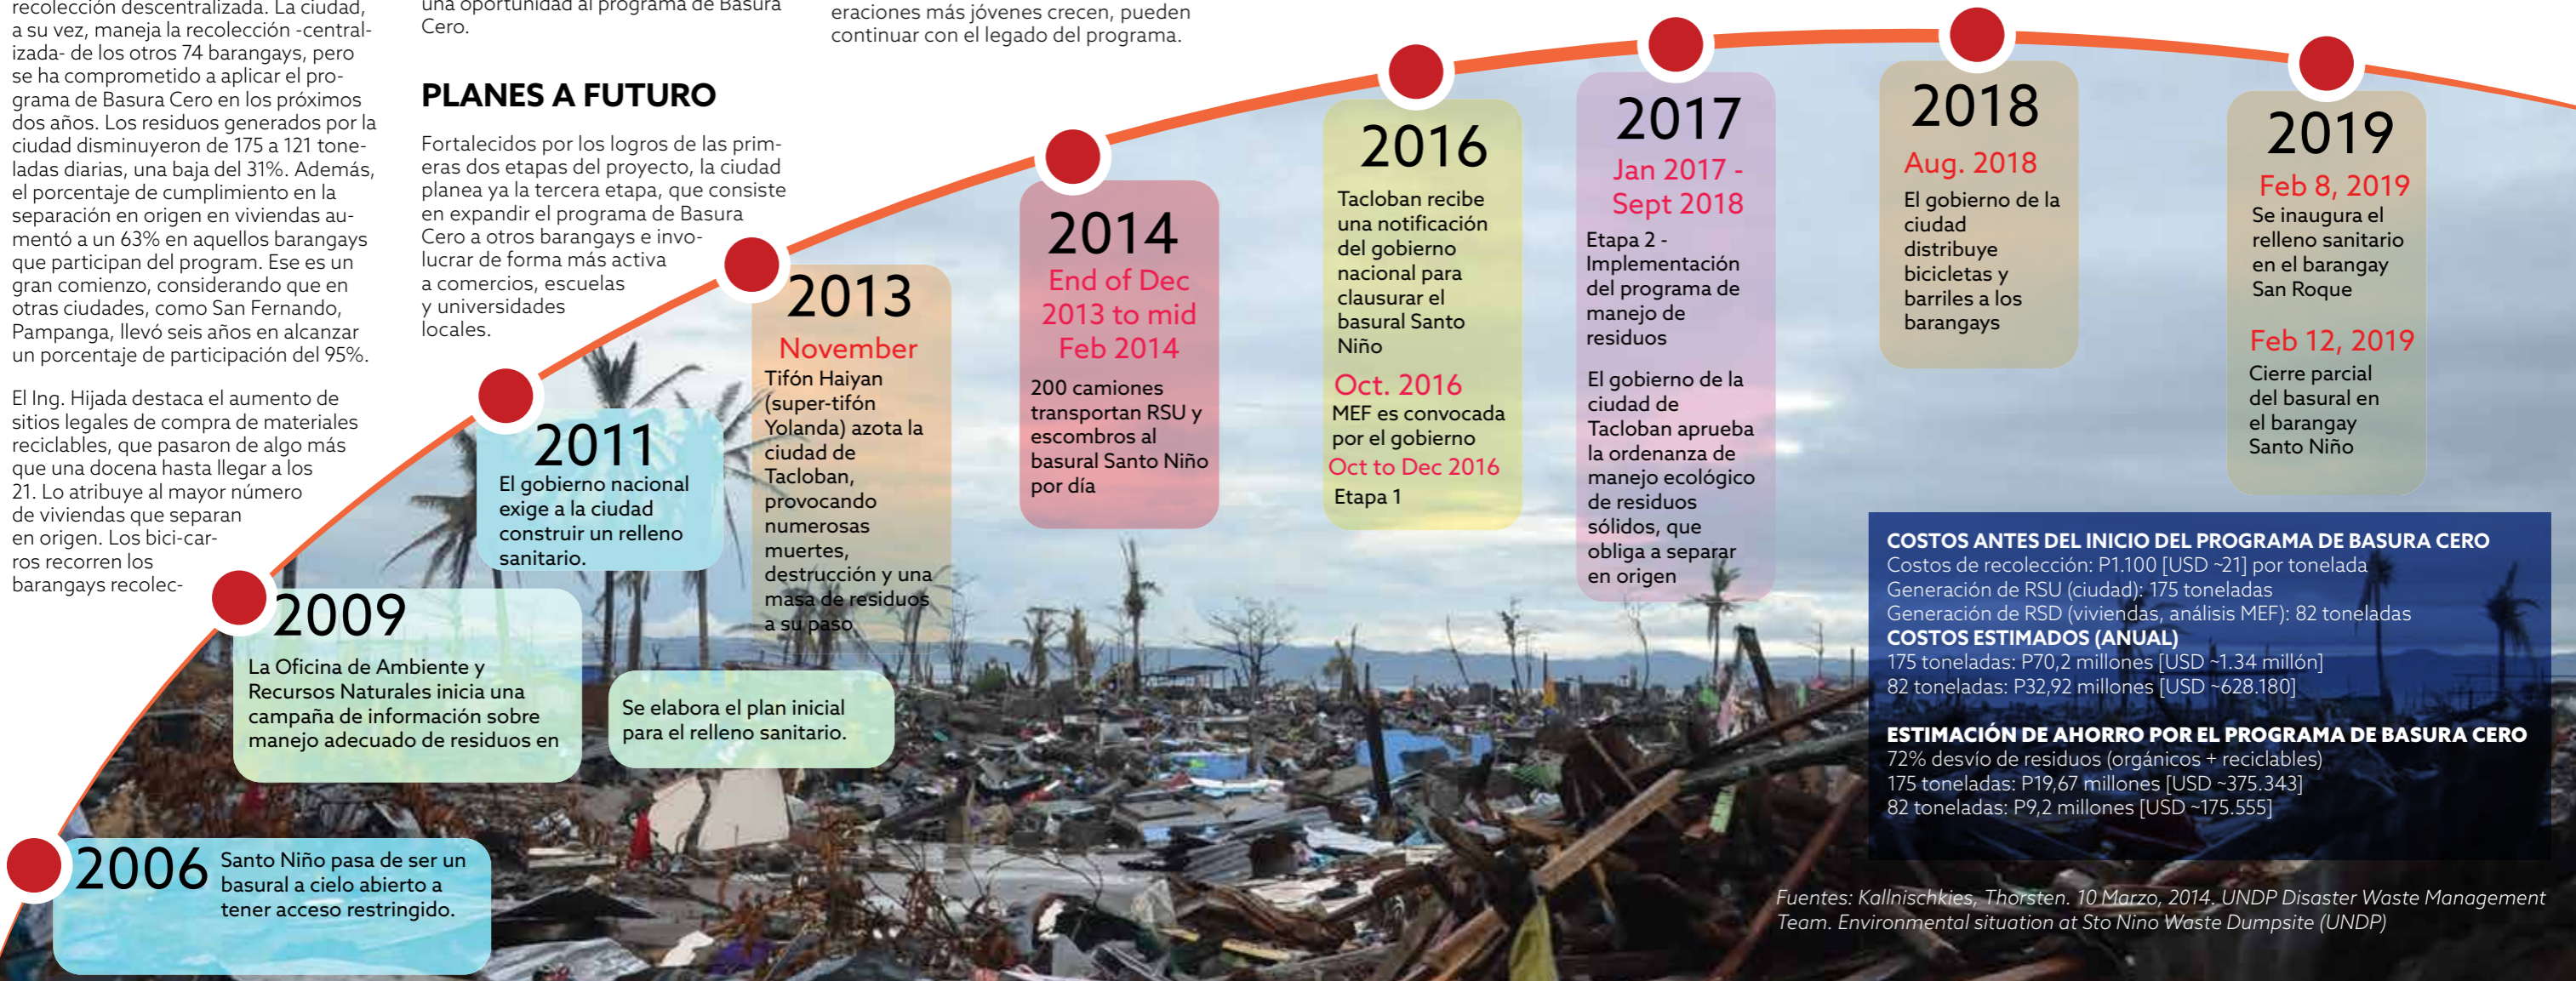 recolección descentralizada. La ciudad,
a su vez, maneja la recolección -central-
izada- de los otros 74 barangays, pero
se ha comprometido a aplicar el pro-
grama de Basura Cero en los próximos
dos años. Los residuos generados por la
ciudad disminuyeron de 175 a 121 tone-
ladas diarias, una baja del 31%. Además,
el porcentaje de cumplimiento en la
separación en origen en viviendas au-
mentó a un 63% en aquellos barangays
que participan del program. Ese es un
gran comienzo, considerando que en
otras ciudades, como San Fernando,
Pampanga, llevó seis años en alcanzar
un porcentaje de participación del 95%.
El Ing. Hijada destaca el aumento de
sitios legales de compra de materiales
reciclables, que pasaron de algo más
que una docena hasta llegar a los
21. Lo atribuye al mayor número
de viviendas que separan
en origen. Los bici-car-
ros recorren los
barangays recolec-
una oportunidad al programa de Basura
Cero.
PLANES A FUTURO
Fortalecidos por los logros de las prim-
eras dos etapas del proyecto, la ciudad
planea ya la tercera etapa, que consiste
en expandir el programa de Basura
Cero a otros barangays e invo-
lucrar de forma más activa
a comercios, escuelas
y universidades
locales.
eraciones más jóvenes crecen, pueden
continuar con el legado del programa.
2006
Santo Niño pasa de ser un
basural a cielo abierto a
tener acceso restringido.
2009
La Oficina de Ambiente y
Recursos Naturales inicia una
campaña de información sobre
manejo adecuado de residuos en
Se elabora el plan inicial
para el relleno sanitario.
2011
El gobierno nacional
exige a la ciudad
construir un relleno
sanitario.
2013
November
Tifón Haiyan
(super-tifón
Yolanda) azota la
ciudad de
Tacloban,
provocando
numerosas
muertes,
destrucción y una
masa de residuos
a su paso
2014
End of Dec
2013 to mid
Feb 2014
200 camiones
transportan RSU y
escombros al
basural Santo Niño
por día
2016
Tacloban recibe
una notificación
del gobierno
nacional para
clausurar el
basural Santo
Niño
Oct. 2016
MEF es convocada
por el gobierno
Oct to Dec 2016
Etapa 1
2017
Jan 2017 -
Sept 2018
Etapa 2 -
Implementación
del programa de
manejo de
residuos
El gobierno de la
ciudad de
Tacloban aprueba
la ordenanza de
manejo ecológico
de residuos
sólidos, que
obliga a separar
en origen
2018
Aug. 2018
El gobierno de la
ciudad
distribuye
bicicletas y
barriles a los
barangays
2019
Feb 8, 2019
Se inaugura el
relleno sanitario
en el barangay
San Roque
Feb 12, 2019
Cierre parcial
del basural en
el barangay
Santo Niño
COSTOS ANTES DEL INICIO DEL PROGRAMA DE BASURA CERO
Costos de recolección: P1.100 [USD ~21] por tonelada
Generación de RSU (ciudad): 175 toneladas
Generación de RSD (viviendas, análisis MEF): 82 toneladas
COSTOS ESTIMADOS (ANUAL)
175 toneladas: P70,2 millones [USD ~1.34 millón]
82 toneladas: P32,92 millones [USD ~628.180]
ESTIMACIÓN DE AHORRO POR EL PROGRAMA DE BASURA CERO
72% desvío de residuos (orgánicos + reciclables)
175 toneladas: P19,67 millones [USD ~375.343]
82 toneladas: P9,2 millones [USD ~175.555]
Fuentes: Kallnischkies, Thorsten. 10 Marzo, 2014. UNDP Disaster Waste Management
Team. Environmental situation at Sto Nino Waste Dumpsite (UNDP)